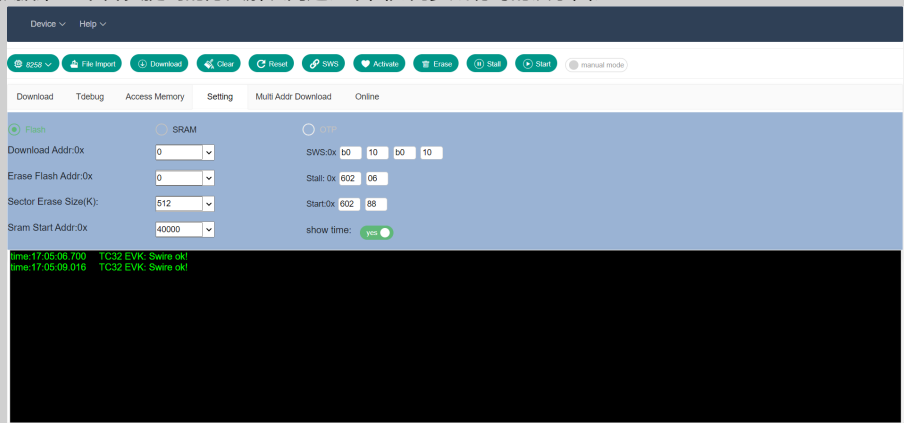 Device Help
8258 File Import Download Clear Reset SWS Activate Erase Stall Start manual mode
Download Tdebug Access Memory Setting Multi Addr Download Online
Flash SRAM OTP
Download Addr:0x 0 SWS:0x b0 10 b0 10
Erase Flash Addr:0x 0 Stall: 0x 602 06
Sector Erase Size(K): 512 Start:0x 602 88
Sram Start Addr:0x 40000 show time: yes
time:17:05:06.700 TC32 EVK: Swire ok!
time:17:05:09.016 TC32 EVK: Swire ok!